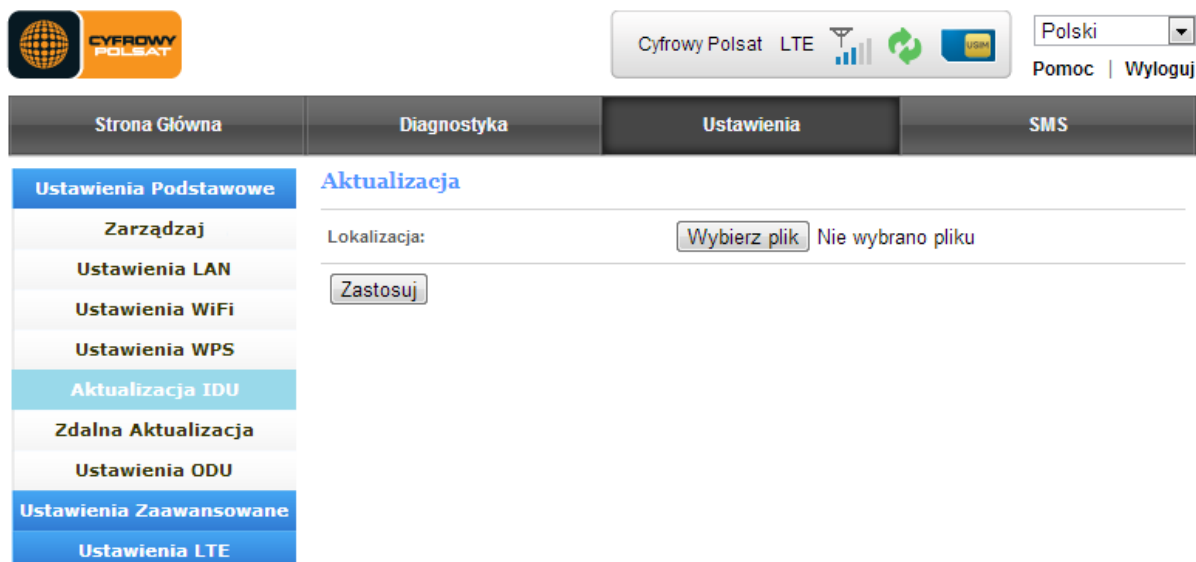 CYFROWY
POLSAT
Cyfrowy Polsat LTE
USIM
Polski
Pomoc | Wyloguj
Strona Główna
Diagnostyka
Ustawienia
SMS
Ustawienia Podstawowe
Zarządzaj
Ustawienia LAN
Ustawienia WiFi
Ustawienia WPS
Aktualizacja IDU
Zdalna Aktualizacja
Ustawienia ODU
Ustawienia Zaawansowane
Ustawienia LTE
Aktualizacja
Lokalizacja:
Wybierz plik Nie wybrano pliku
Zastosuj